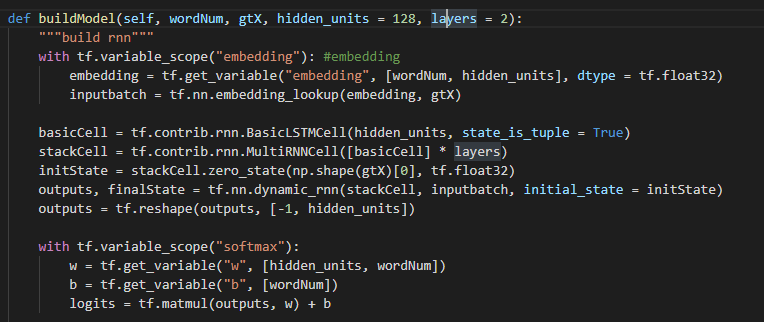 def buildModel(self, wordNum, gtX, hidden_units = 128, layers = 2):
    """build rnn"""
    with tf.variable_scope("embedding"): #embedding
        embedding = tf.get_variable("embedding", [wordNum, hidden_units], dtype = tf.float32)
        inputbatch = tf.nn.embedding_lookup(embedding, gtX)
    basicCell = tf.contrib.rnn.BasicLSTMCell(hidden_units, state_is_tuple = True)
    stackCell = tf.contrib.rnn.MultiRNNCell([basicCell] * layers)
    initState = stackCell.zero_state(np.shape(gtX)[0], tf.float32)
    outputs, finalState = tf.nn.dynamic_rnn(stackCell, inputbatch, initial_state = initState)
    outputs = tf.reshape(outputs, [-1, hidden_units])
    with tf.variable_scope("softmax"):
        w = tf.get_variable("w", [hidden_units, wordNum])
        b = tf.get_variable("b", [wordNum])
        logits = tf.matmul(outputs, w) + b